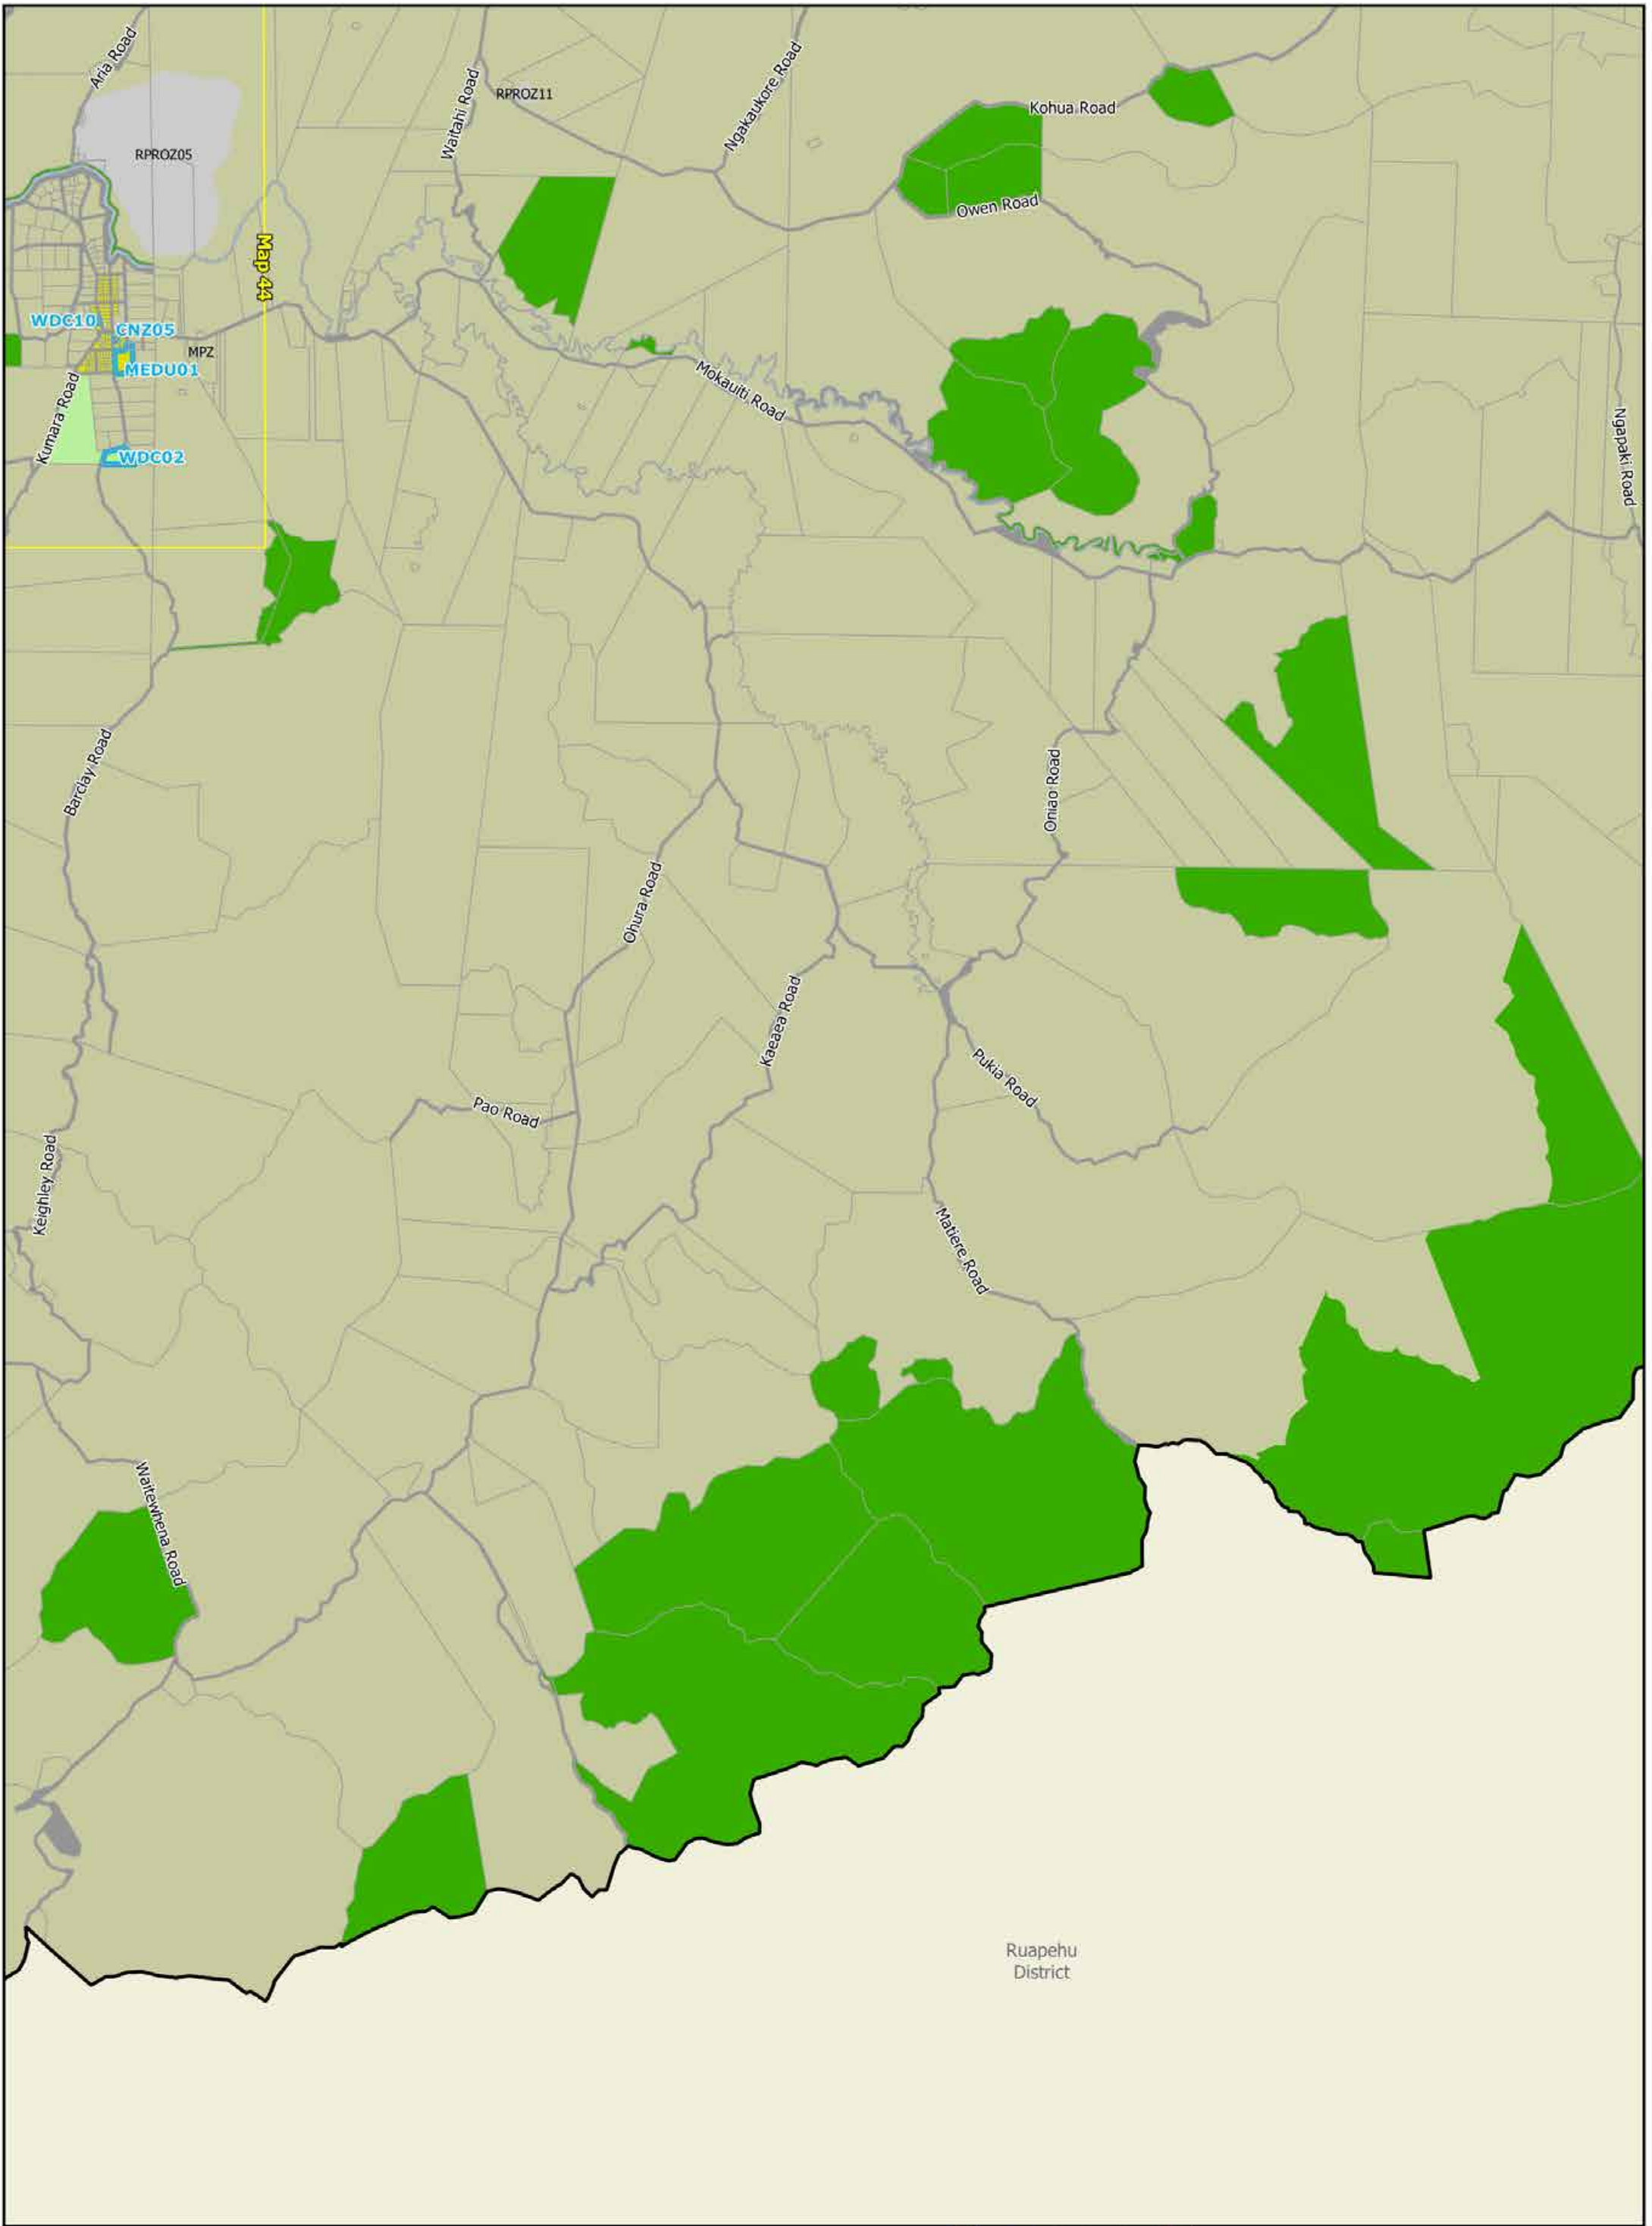 Aria Road
Waitahi Road
RPROZ11
Ngakaukore Road
Kohua Road
RPROZ05
Owen Road
Map 44
WDC10
CNZ05
MPZ
MEDU01
Mokauiti Road
Kumara Road
WDC02
Ngapaki Road
Barclay Road
Oniao Road
Ohura Road
Kaeaea Road
Pukia Road
Pao Road
Keighley Road
Matiere Road
Waitewhena Road
Ruapehu
District